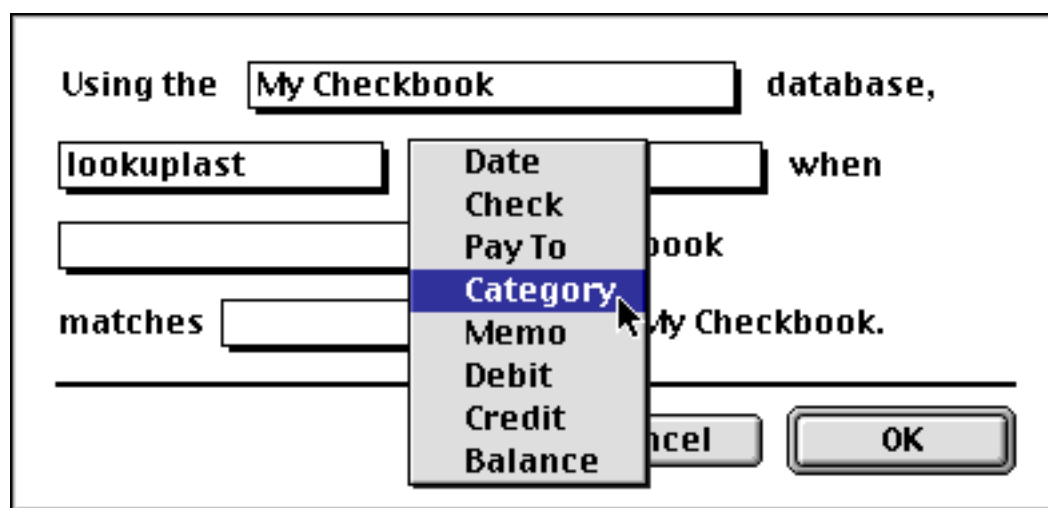 Using the My Checkbook database,
lookuplast when
Date
Check
Pay To
Category
Memo
Debit
Credit
Balance
book
matches My Checkbook.
ncel OK